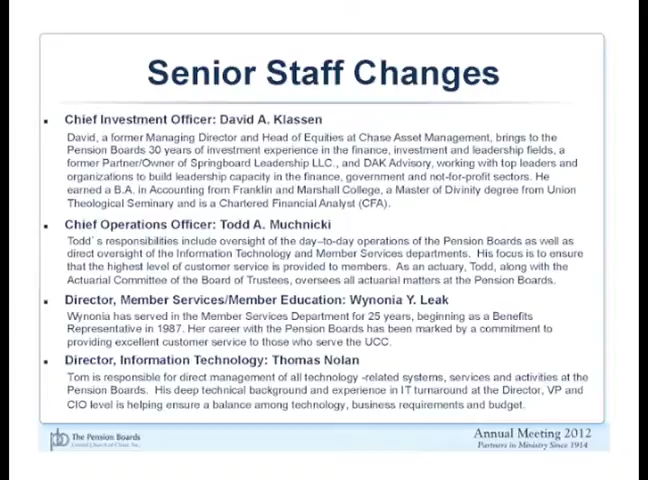 Senior Staff Changes
Chief Investment Officer: David A. Klassen
David, a former Managing Director and Head of Equities at Chase Asset Management, brings to the
Pension Boards 30 years of investment experience in the finance, investment and leadership fields, a
former Partner/Owner of Springboard Leadership LLC., and DAK Advisory, working with top leaders and
organizations to build leadership capacity in the finance, government and not-for-profit sectors. He
earned a B.A. in Accounting from Franklin and Marshall College, a Master of Divinity degree from Union
Theological Seminary and is a Chartered Financial Analyst (CFA).
Chief Operations Officer: Todd A. Muchnicki
Todd´s responsibilities include oversight of the day–to-day operations of the Pension Boards as well as
direct oversight of the Information Technology and Member Services departments. His focus is to ensure
that the highest level of customer service is provided to members. As an actuary, Todd, along with the
Actuarial Committee of the Board of Trustees, oversees all actuarial matters at the Pension Boards.
Director, Member Services/Member Education: Wynonia Y. Leak
Wynonia has served in the Member Services Department for 25 years, beginning as a Benefits
Representative in 1987. Her career with the Pension Boards has been marked by a commitment to
providing excellent customer service to those who serve the UCC.
Director, Information Technology: Thomas Nolan
Tom is responsible for direct management of all technology -related systems, services and activities at the
Pension Boards. His deep technical background and experience in IT turnaround at the Director, VP and
CIO level is helping ensure a balance among technology, business requirements and budget.
pb The Pension Boards
United Church of Christ, Inc.
Annual Meeting 2012
Partners in Ministry Since 1914